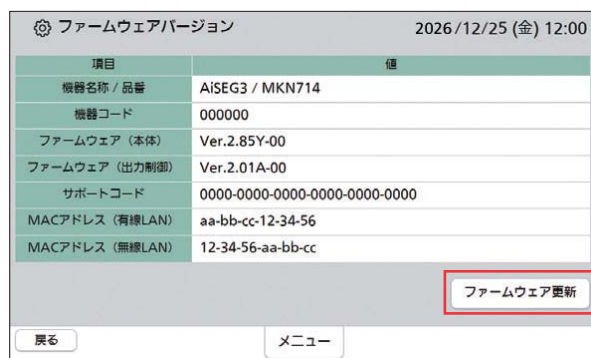 ファームウェアバージョン 2026/12/25 (金) 12:00
項目 値
機器名称 / 品番 AiSEG3 / MKN714
機器コード 000000
ファームウェア（本体） Ver.2.85Y-00
ファームウェア（出力制御） Ver.2.01A-00
サポートコード 0000-0000-0000-0000-0000-0000
MACアドレス（有線LAN） aa-bb-cc-12-34-56
MACアドレス（無線LAN） 12-34-56-aa-bb-cc
ファームウェア更新
戻る メニュー